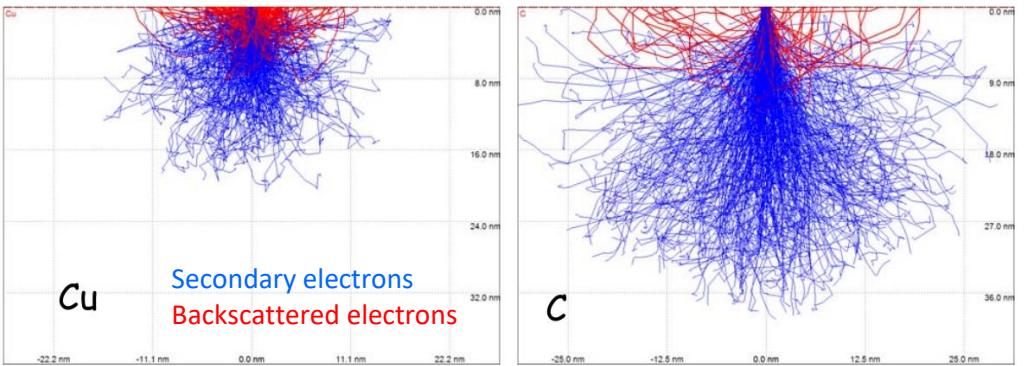 Cu
0.0 nm
8.0 nm
16.0 nm
24.0 nm
32.0 nm
-22.2 nm
-11.1 nm
0.0 nm
11.1 nm
22.2 nm
Cu
Secondary electrons
Backscattered electrons
C
0.0 nm
9.0 nm
18.0 nm
27.0 nm
36.0 nm
-25.0 nm
-12.5 nm
0.0 nm
12.5 nm
25.0 nm
C